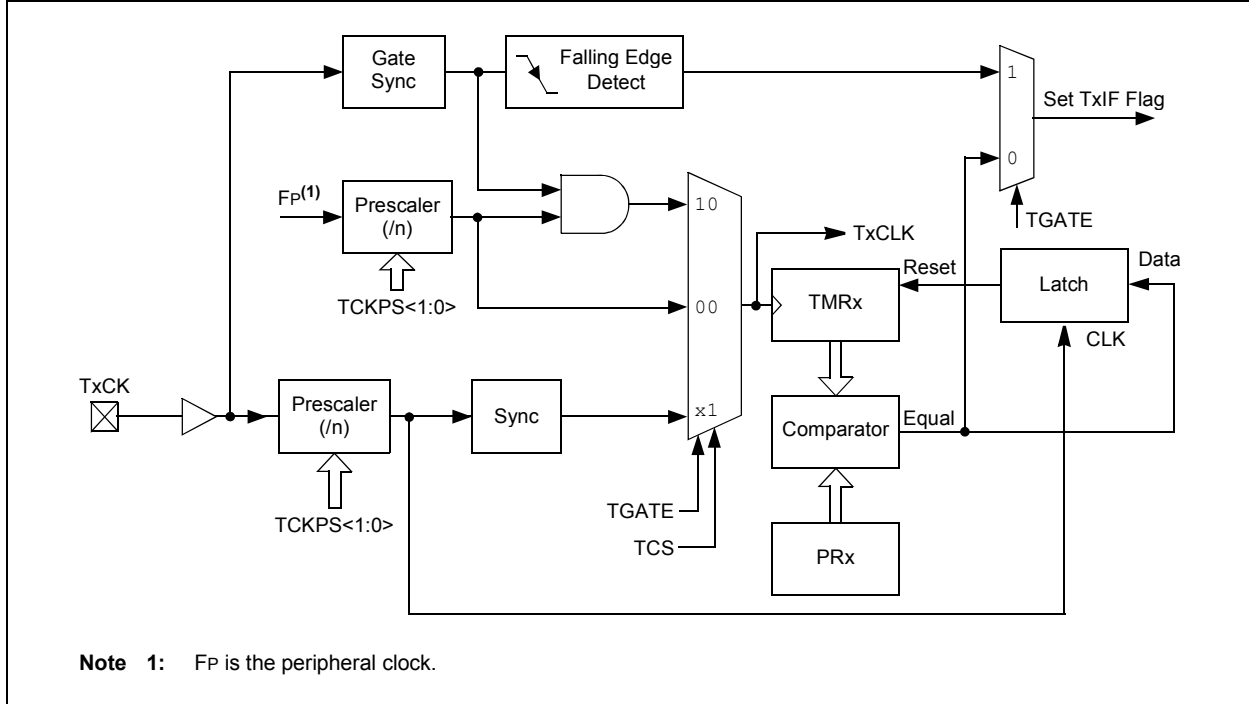 Gate
Sync
Falling Edge
Detect
1
Set TxIF Flag
0
FP(1)
Prescaler
(/n)
10
TGATE
TxCLK
Reset
Data
TCKPS<1:0>
00
TMRx
Latch
CLK
TxCK
Prescaler
(/n)
Sync
x1
Comparator
Equal
TCKPS<1:0>
TGATE
TCS
PRx
Note 1: FP is the peripheral clock.